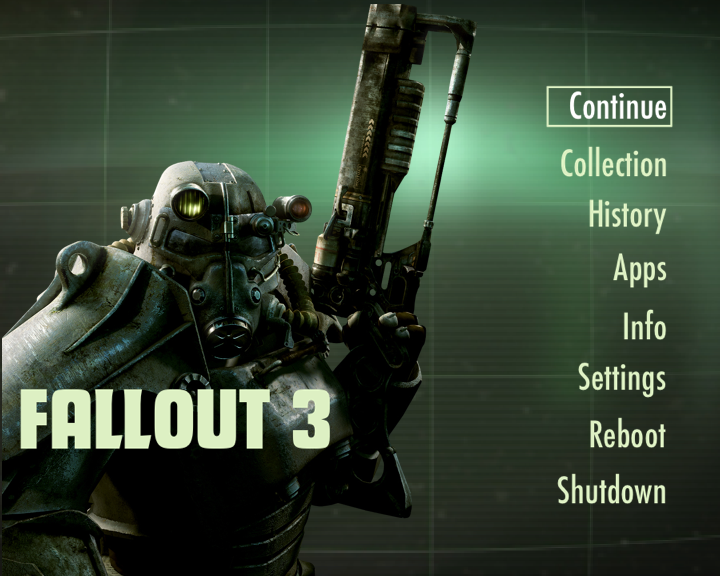 Continue
Collection
History
Apps
Info
Settings
FALLOUT 3
Reboot
Shutdown